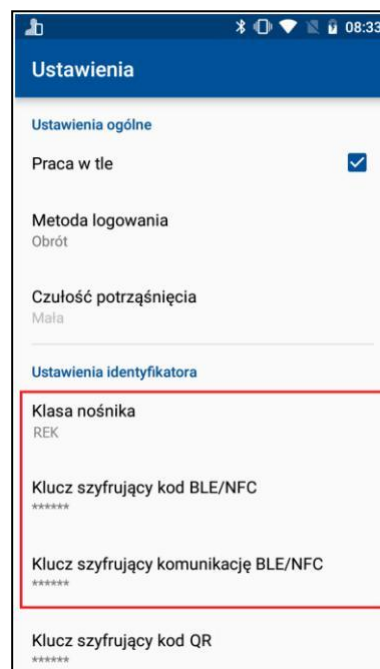 08:33
Ustawienia
Ustawienia ogólne
Praca w tle
Metoda logowania
Obrót
Czułość potrząśnięcia
Mała
Ustawienia identyfikatora
Klasa nośnika
REK
Klucz szyfrujący kod BLE/NFC
******
Klucz szyfrujący komunikację BLE/NFC
******
Klucz szyfrujący kod QR
******